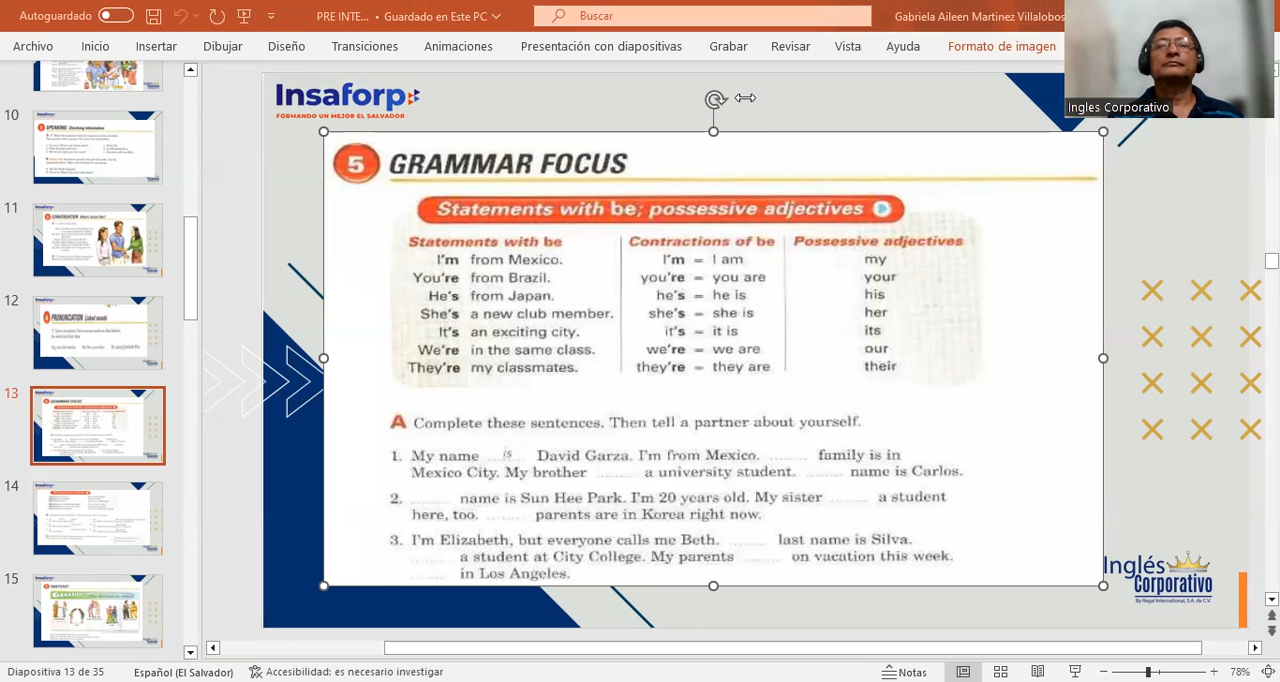 Autoguardado
PRE INTE... • Guardado en Este PC
Buscar
Gabriela Aileen Martinez Villalobos
Archivo Inicio Insertar Dibujar Diseño Transiciones Animaciones Presentación con diapositivas Grabar Revisar Vista Ayuda Formato de imagen
Ingles Corporativo
10
11
12
13
14
15
Insaforp
FORMANDO UN MEJOR EL SALVADOR
5 GRAMMAR FOCUS
Statements with be; possessive adjectives
Statements with be Contractions of be Possessive adjectives
I'm from Mexico. I'm = I am my
You're from Brazil. you're = you are your
He's from Japan. he's = he is his
She's a new club member. she's = she is her
It's an exciting city. it's = it is its
We're in the same class. we're = we are our
They're my classmates. they're = they are their
A Complete these sentences. Then tell a partner about yourself.
1. My name ........ David Garza. I'm from Mexico. ........ family is in
Mexico City. My brother ........ a university student. ........ name is Carlos.
2. ........ name is Sun Hee Park. I'm 20 years old. My sister ........ a student
here, too. ........ parents are in Korea right now.
3. I'm Elizabeth, but everyone calls me Beth. ........ last name is Silva.
........ a student at City College. My parents ........ on vacation this week.
........ in Los Angeles.
Inglés
Corporativo
By Regal International, S.A. de C.V.
Diapositiva 13 de 35 Español (El Salvador) Accesibilidad: es necesario investigar Notas 78%